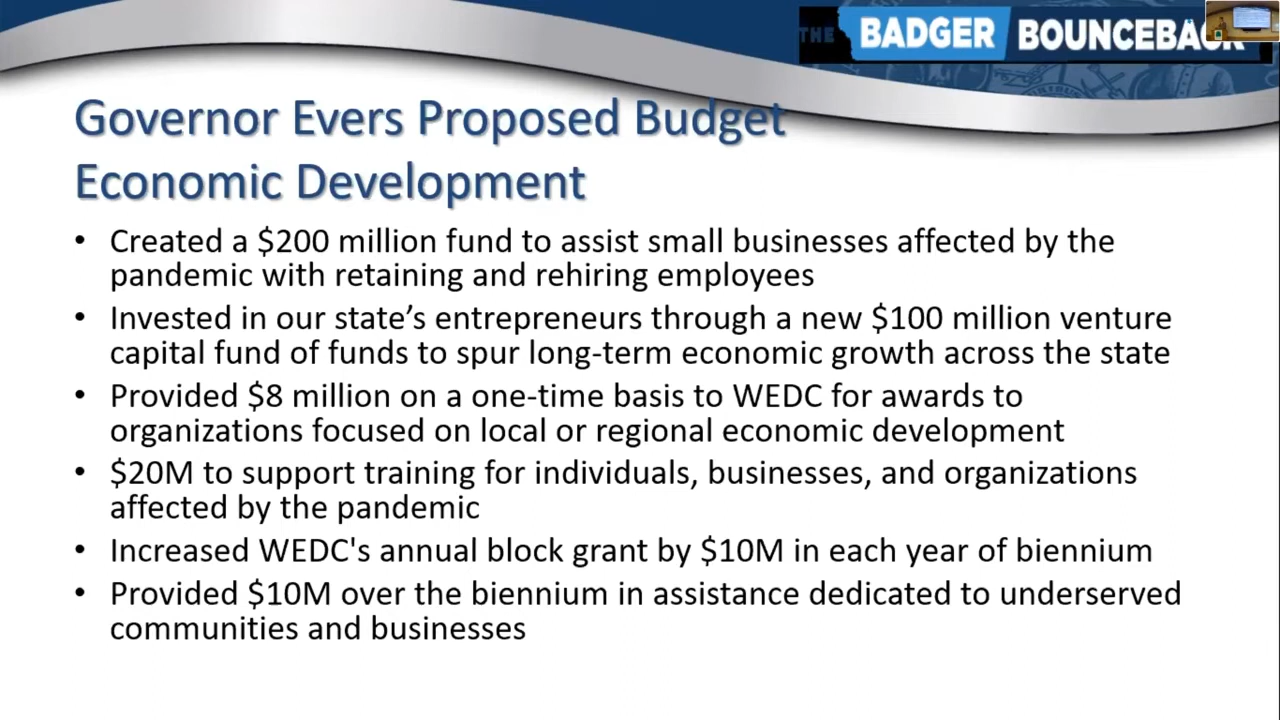 THE BADGER BOUNCEBACK
Governor Evers Proposed Budget
Economic Development
• Created a $200 million fund to assist small businesses affected by the
pandemic with retaining and rehiring employees
• Invested in our state’s entrepreneurs through a new $100 million venture
capital fund of funds to spur long-term economic growth across the state
• Provided $8 million on a one-time basis to WEDC for awards to
organizations focused on local or regional economic development
• $20M to support training for individuals, businesses, and organizations
affected by the pandemic
• Increased WEDC's annual block grant by $10M in each year of biennium
• Provided $10M over the biennium in assistance dedicated to underserved
communities and businesses